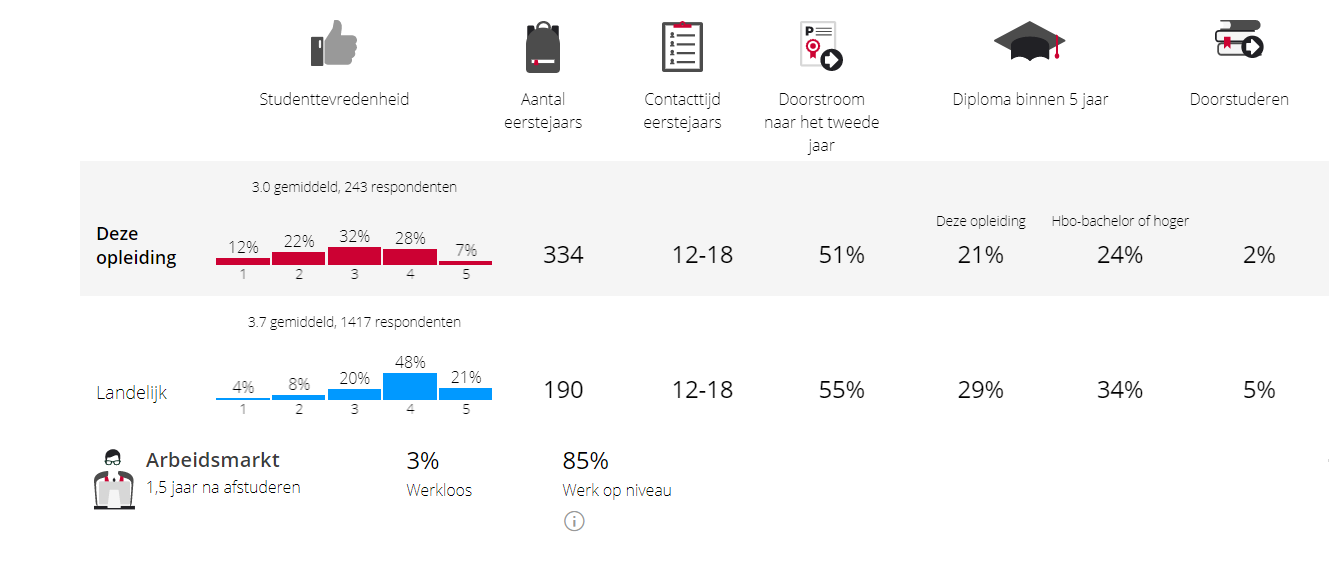 Studenttevredenheid
Aantal
eerstejaars
Contacttijd
eerstejaars
Doorstroom
naar het tweede
jaar
Diploma binnen 5 jaar
Doorstuderen
P
3.0 gemiddeld, 243 respondenten
Deze
opleiding
12% 22% 32% 28% 7%
1 2 3 4 5
334
12-18
51%
Deze opleiding
21%
Hbo-bachelor of hoger
24%
2%
3.7 gemiddeld, 1417 respondenten
Landelijk
4% 8% 20% 48% 21%
1 2 3 4 5
190
12-18
55%
29%
34%
5%
Arbeidsmarkt
1,5 jaar na afstuderen
3%
Werkloos
85%
Werk op niveau
i